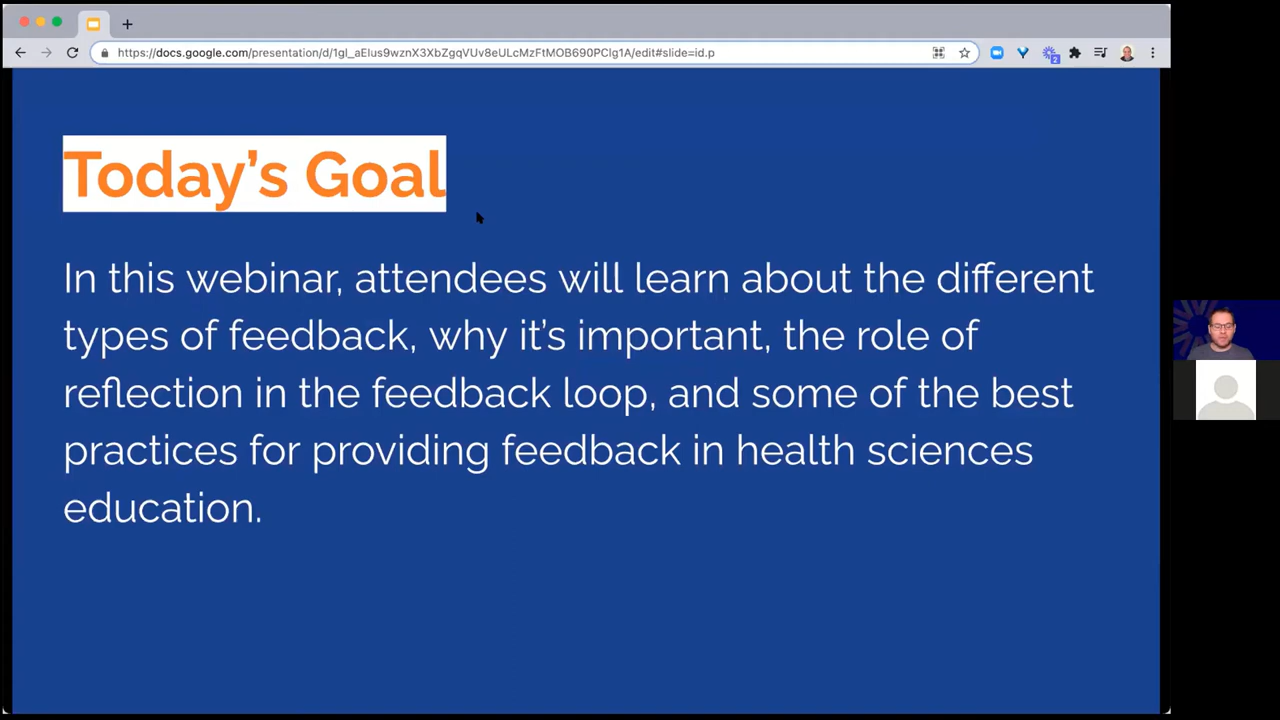 https://docs.google.com/presentation/d/1gl_aElus9wznX3XbZgqVUv8eULcMzFtMOB690PClg1A/edit#slide=id.p
2
Today's Goal
In this webinar, attendees will learn about the different
types of feedback, why it's important, the role of
reflection in the feedback loop, and some of the best
practices for providing feedback in health sciences
education.